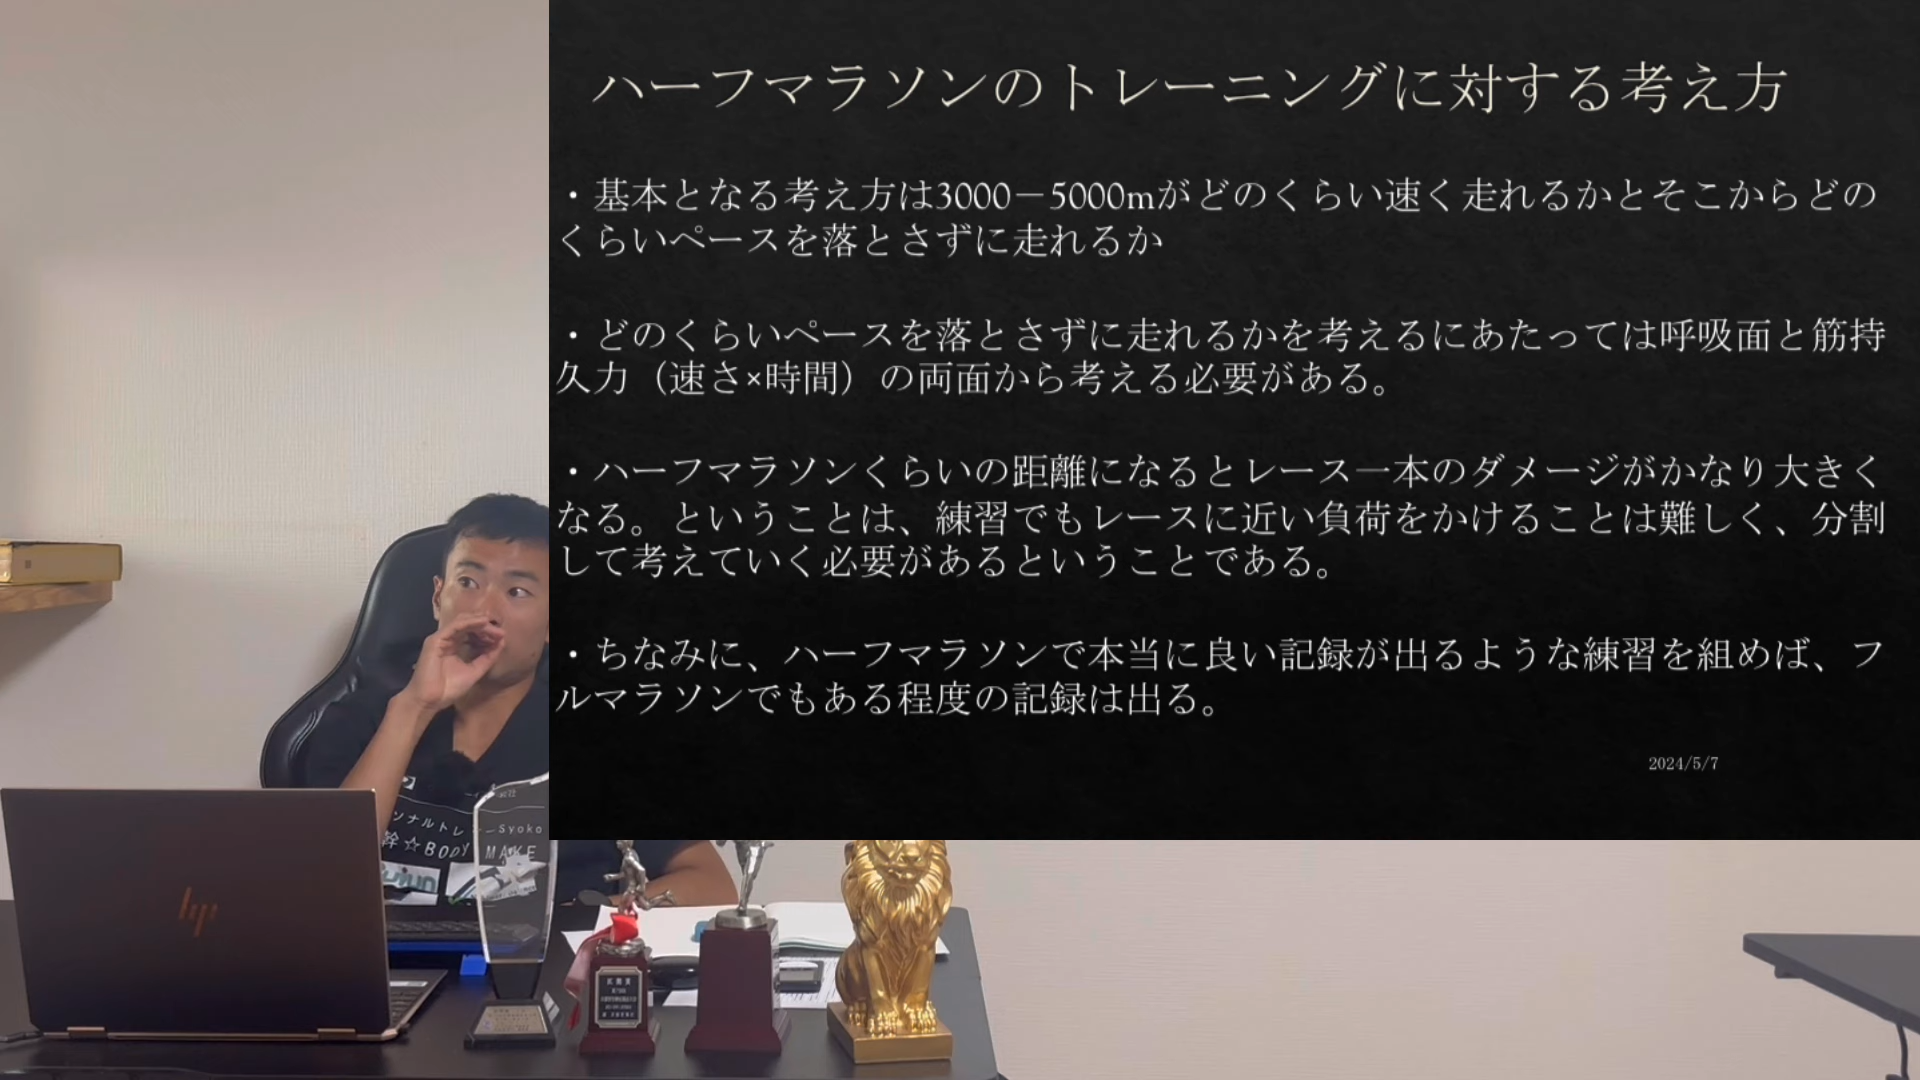 ハーフマラソンのトレーニングに対する考え方
・基本となる考え方は3000－5000mがどのくらい速く走れるかとそこからどの
くらいペースを落とさずに走れるか
・どのくらいペースを落とさずに走れるかを考えるにあたっては呼吸面と筋持
久力（速さ×時間）の両面から考える必要がある。
・ハーフマラソンくらいの距離になるとレース一本のダメージがかなり大きく
なる。ということは、練習でもレースに近い負荷をかけることは難しく、分割
して考えていく必要があるということである。
・ちなみに、ハーフマラソンで本当に良い記録が出るような練習を組めば、フ
ルマラソンでもある程度の記録は出る。
2024/5/7
ソナルトレ
Syoko
幹☆BODY MAKE
hp